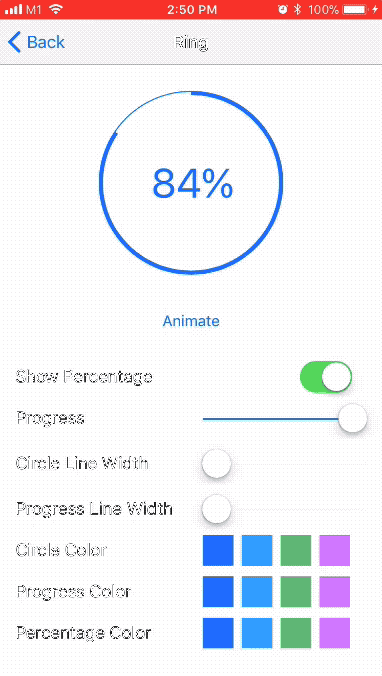 M1 2:50 PM 100%
Back Ring
84%
Animate
Show Percentage
Progress
Circle Line Width
Progress Line Width
Circle Color
Progress Color
Percentage Color